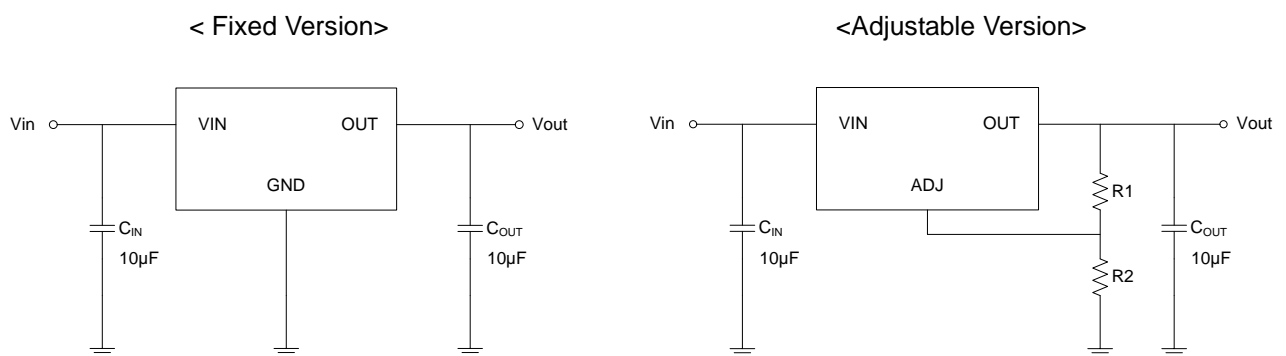 < Fixed Version>
Vin
VIN
OUT
Vout
GND
CIN
10µF
COUT
10µF
<Adjustable Version>
Vin
VIN
OUT
Vout
ADJ
R1
CIN
10µF
COUT
10µF
R2